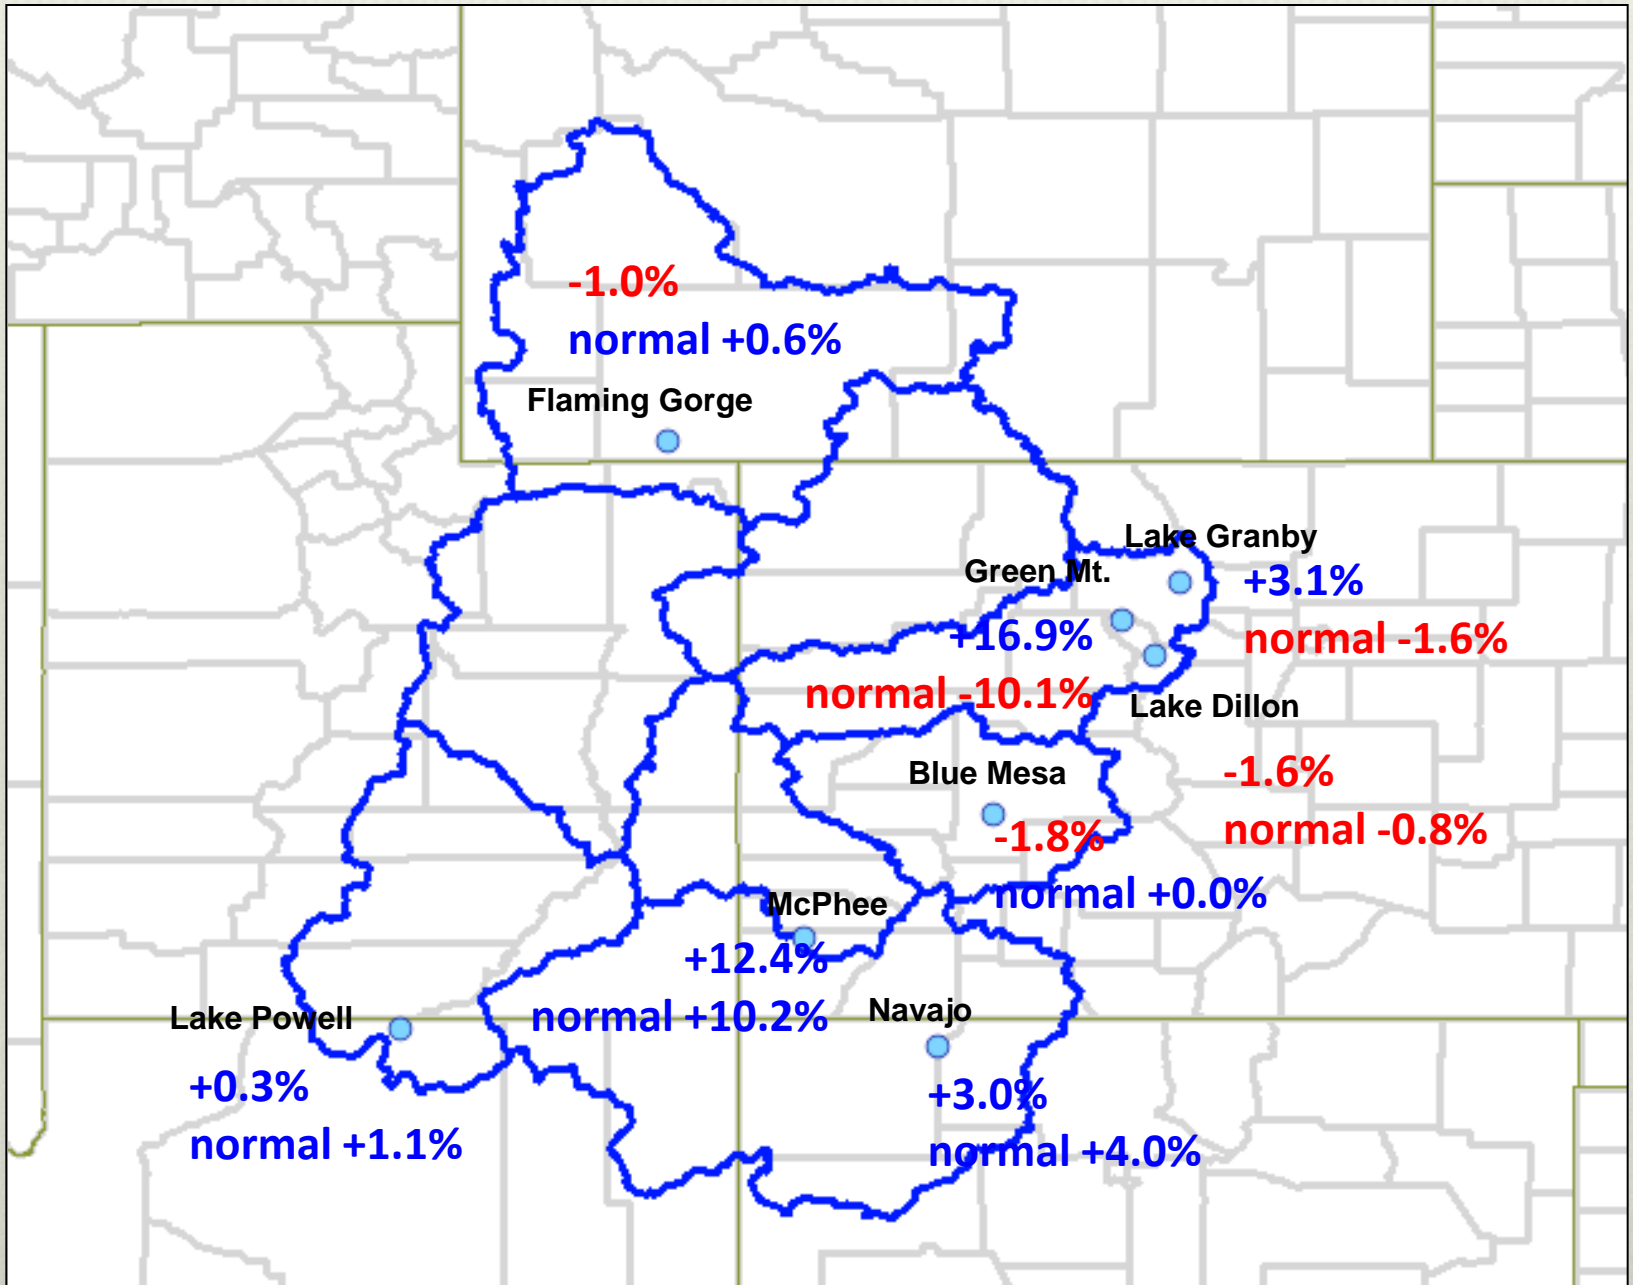 -1.0%
normal +0.6%
Flaming Gorge
Lake Granby
+3.1%
normal -1.6%
Green Mt.
+16.9%
normal -10.1%
Lake Dillon
-1.6%
normal -0.8%
Blue Mesa
-1.8%
normal +0.0%
McPhee
+12.4%
normal +10.2%
Lake Powell
+0.3%
normal +1.1%
Navajo
+3.0%
normal +4.0%